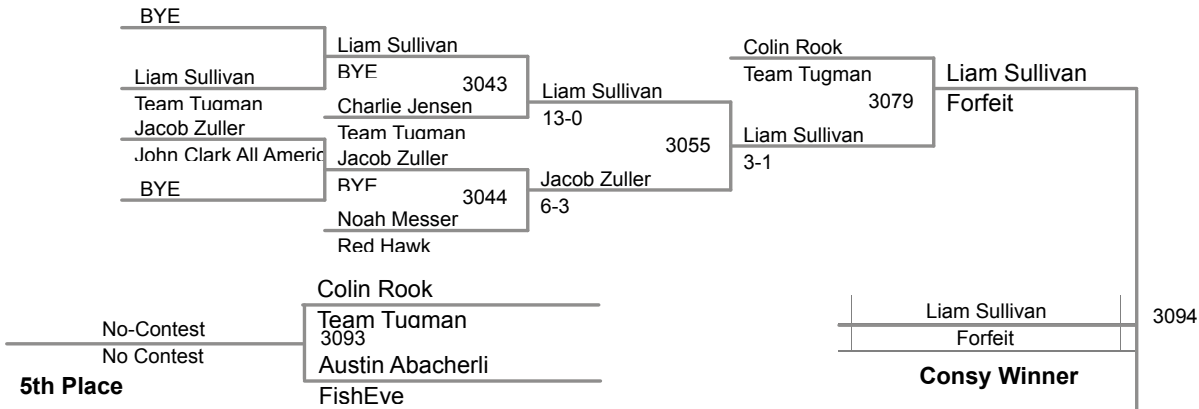 BYE
Liam Sullivan
Team Tugman
Jacob Zuller
John Clark All Americ
BYE
Liam Sullivan
BYE
3043
Charlie Jensen
Team Tugman
Jacob Zuller
BYE
3044
Noah Messer
Red Hawk
Liam Sullivan
13-0
3055
Jacob Zuller
6-3
Colin Rook
Team Tugman
3079
Liam Sullivan
3-1
Liam Sullivan
Forfeit
Colin Rook
Team Tugman
3093
Austin Abacherli
FishEye
No-Contest
No Contest
5th Place
Liam Sullivan
Forfeit
3094
Consy Winner